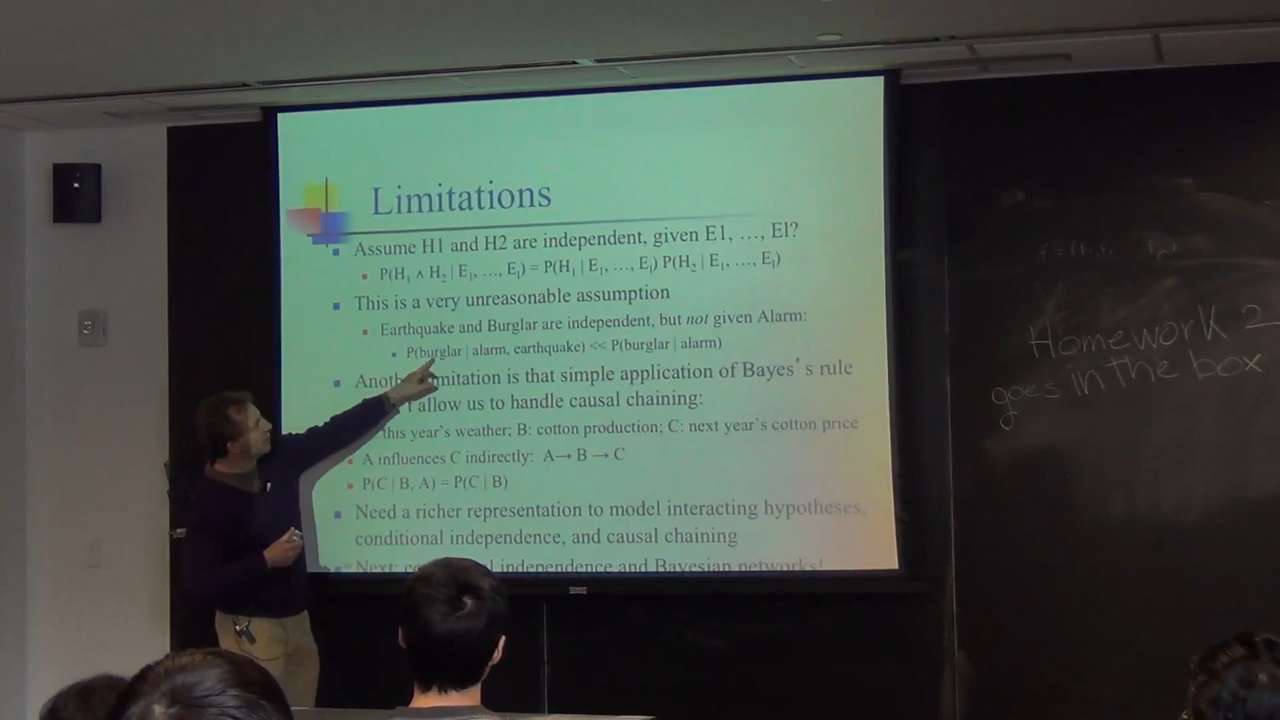 Limitations
Assume H1 and H2 are independent, given E1, …, El?
P(H₁ ∧ H₂ | E₁, …, Eₗ) = P(H₁ | E₁, …, Eₗ) P(H₂ | E₁, …, Eₗ)
This is a very unreasonable assumption
Earthquake and Burglar are independent, but not given Alarm:
P(burglar | alarm, earthquake) << P(burglar | alarm)
limitation is that simple application of Bayes's rule
allow us to handle causal chaining:
this year's weather; B: cotton production; C: next year's cotton price
A influences C indirectly: A→ B → C
P(C | B, A) = P(C | B)
Need a richer representation to model interacting hypotheses,
conditional independence, and causal chaining
Next: independence and Bayesian networks!
Homework 2
goes in the box